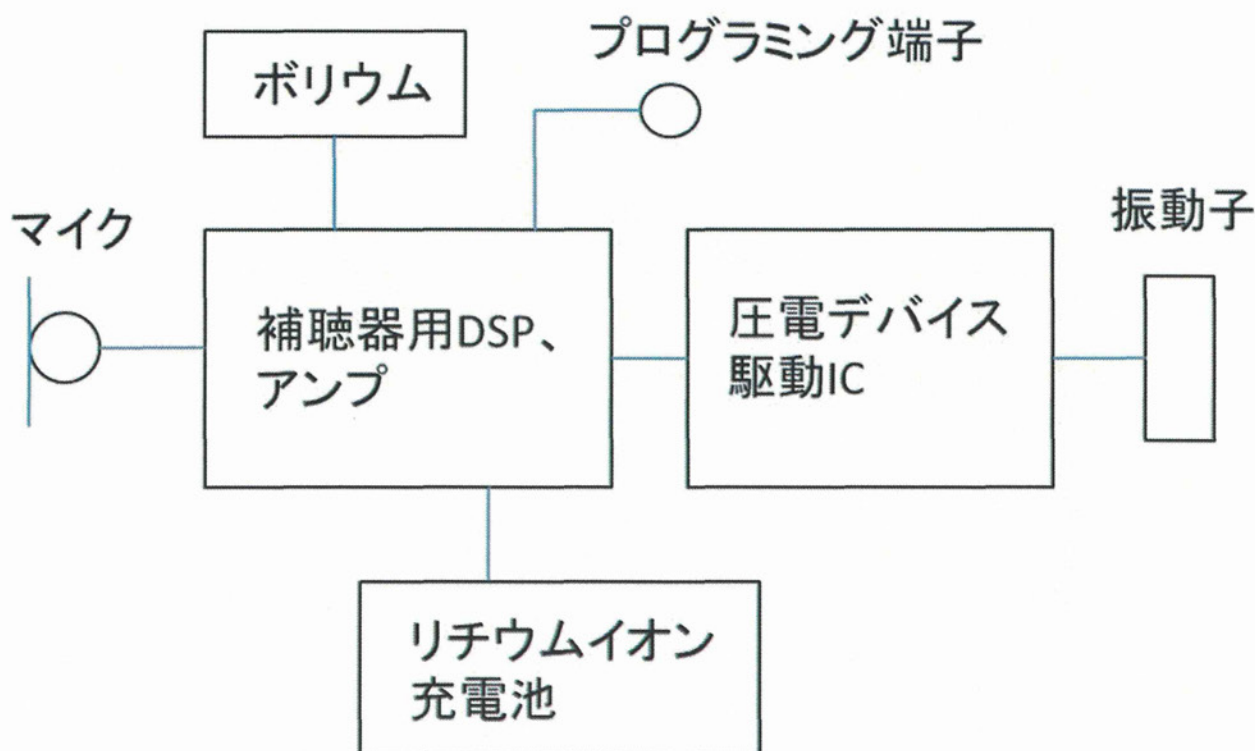 プログラミング端子
ボリウム
マイク
振動子
補聴器用DSP、
アンプ
圧電デバイス
駆動IC
リチウムイオン
充電池